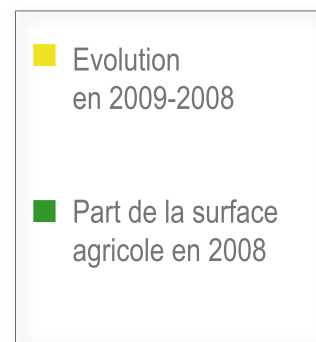 Evolution
en 2009-2008
Part de la surface
agricole en 2008